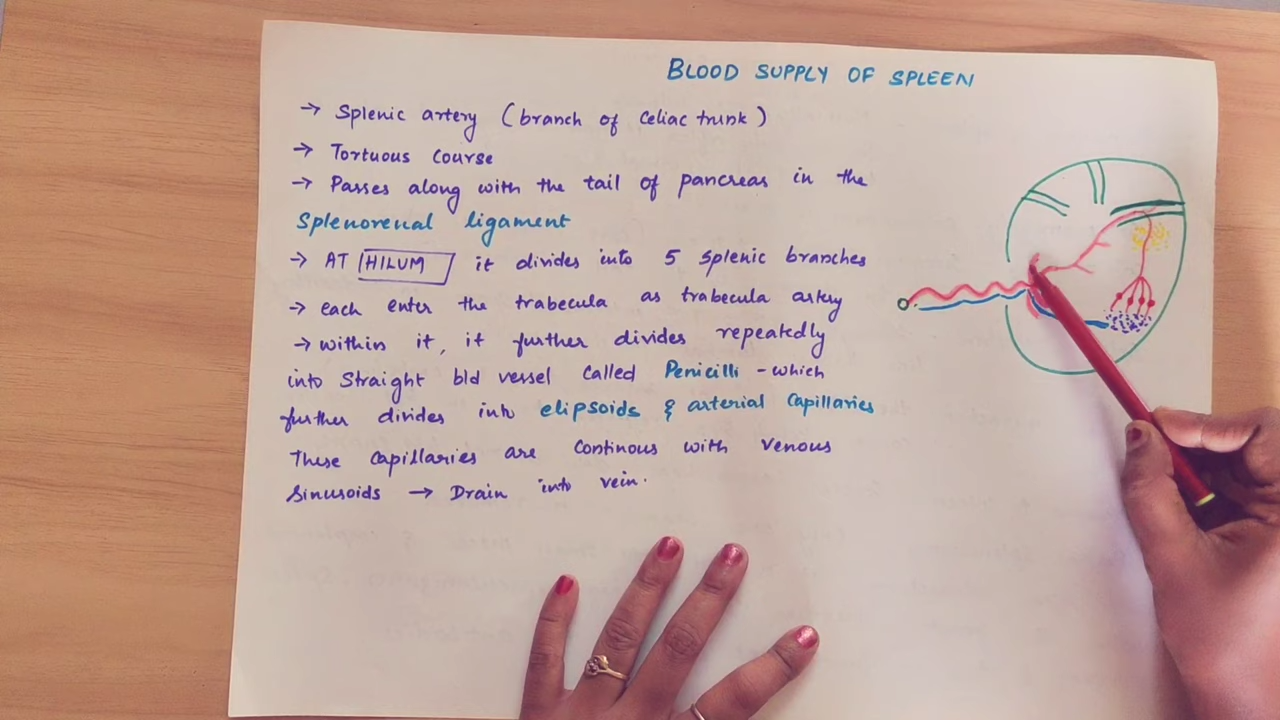 BLOOD SUPPLY OF SPLEEN
→ Splenic artery (branch of Celiac trunk)
→ Tortuous Course
→ Passes along with the tail of pancreas in the
Splenorenal ligament
→ AT HILUM it divides into 5 splenic branches
→ each enter the trabecula as trabecula artery
→ within it, it further divides repeatedly
into Straight bld vessel called Penicilli - which
further divides into elipsoids & arterial Capillaries
These Capillaries are Continous with Venous
Sinusoids → Drain into vein.